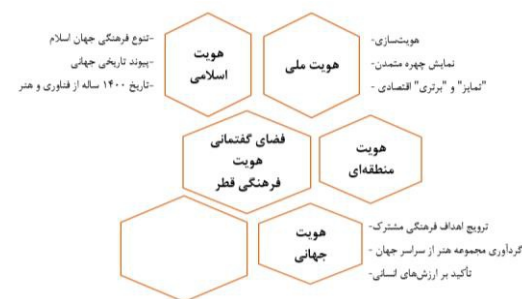 هویت ملی
-هویت‌سازی
-نمایش چهره متمدن
"تمایز" و "برتری" اقتصادی -
هویت
اسلامی
-تنوع فرهنگی جهان اسلام
-پیوند تاریخی جهانی
-تاریخ ۱۴۰۰ ساله از فناوری و هنر
هویت
منطقه‌ای
فضای گفتمانی
هویت
فرهنگی قطر
هویت
جهانی
ترویج اهداف فرهنگی مشترک-
گردآوری مجموعه هنر از سراسر جهان -
تأکید بر ارزش‌های انسانی-